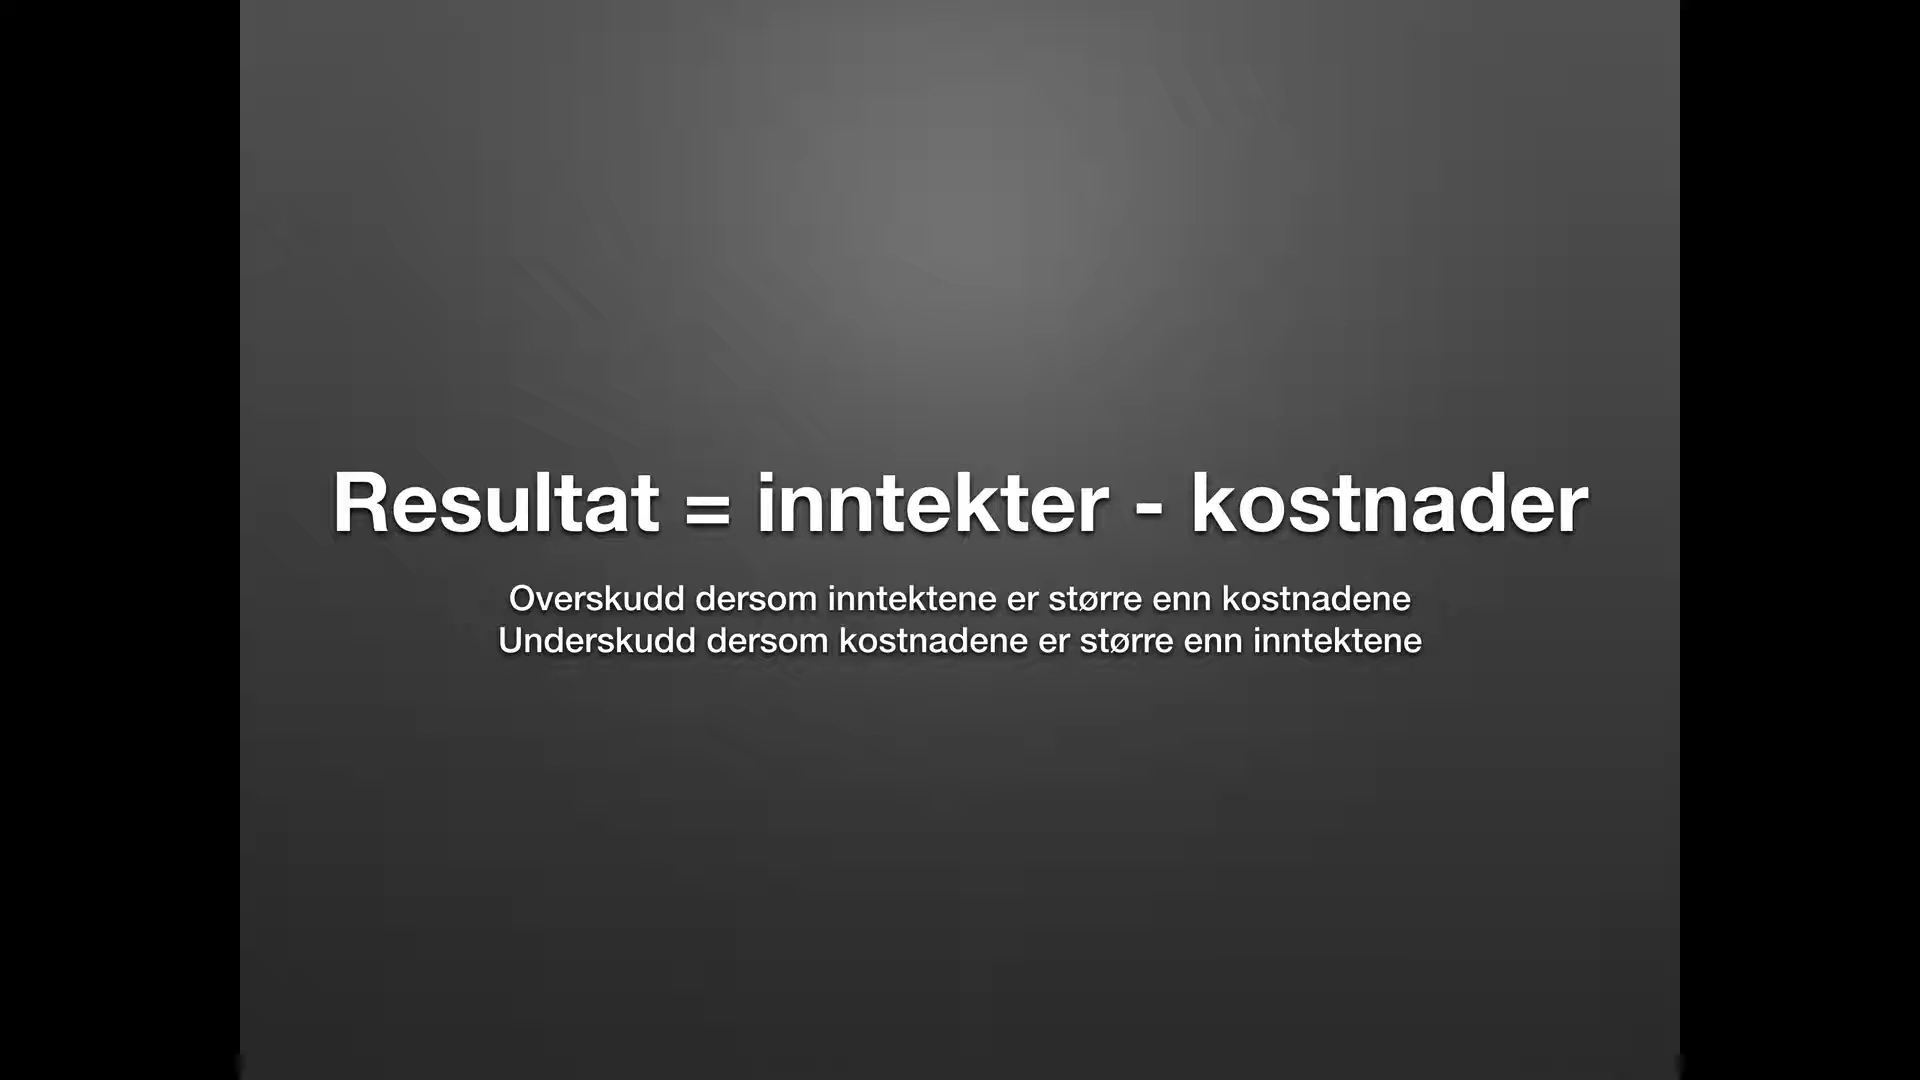 Resultat = inntekter - kostnader
Overskudd dersom inntektene er større enn kostnadene
Underskudd dersom kostnadene er større enn inntektene